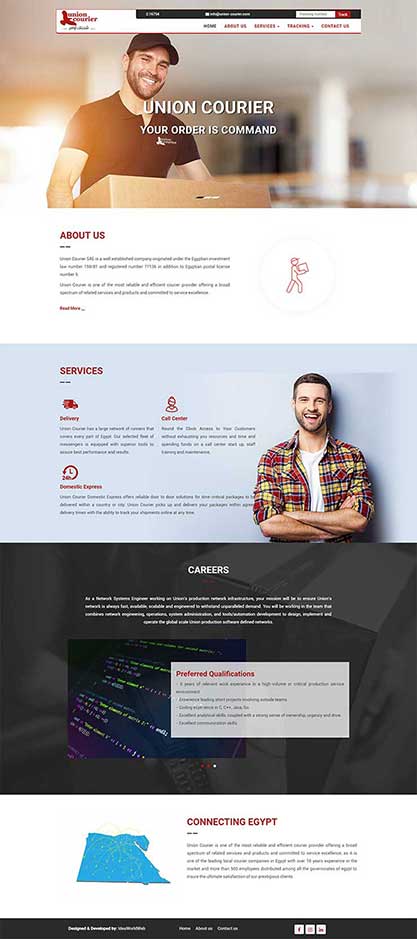 union
courier
16754
info@union-courier.com
Tracking Number
Track
HOME ABOUT US SERVICES TRACKING CONTACT US
UNION COURIER
YOUR ORDER IS COMMAND
ABOUT US
Union Courier SAE is a well established company originated under the Egyptian investment
law number 159/81 and registered number 77136 in addition to Egyptian postal license
number 5.
Union Courier is one of the most reliable and efficient courier provider offering a broad
spectrum of related services and products and committed to service excellence.
Read More
SERVICES
Delivery
Union Courier has a large network of runners that
covers every part of Egypt. Our selected fleet of
messengers is equipped with superior tools to
assure best performance and results.
Call Center
Round the Clock Access to Your Customers
without exhausting you resources and time and
spending funds on a call center start up, staff
training and maintenance.
24h
Domestic Express
Union Courier Domestic Express offers reliable door to door solutions for time critical packages to be
delivered within a country or city. Union Courier picks up and deliver your packages within agreed
delivery times with the ability to track your shipments online at any time.
CAREERS
As a Network Systems Engineer working on Union's production network infrastructure, your mission will be to ensure Union's
network is always fast, available, scalable and engineered to withstand unparalleled demand. You will be working in the team that
combines network engineering, operations, system administration, and tools/automation development to design, implement and
operate the global scale Union production software defined networks.
Preferred Qualifications
- 6 years of relevant work experience in a high-volume or critical production service
environment
- Experience leading short projects involving outside teams.
- Coding experience in C, C++, Java, Go.
- Excellent analytical skills, coupled with a strong sense of ownership, urgency and drive.
- Excellent communication skills.
CONNECTING EGYPT
Union Courier is one of the most reliable and efficient courier provider offering a broad
spectrum of related services and products and committed to service excellence, as it is
one of the leading local courier companies in Egypt with over 18 years experience in the
market and more than 500 employees distributed among all the governorates of egypt to
insure the ultimate satisfaction of our prestigious clients
Designed & Developed by: IdeaWorldWeb
Home About us Contact us